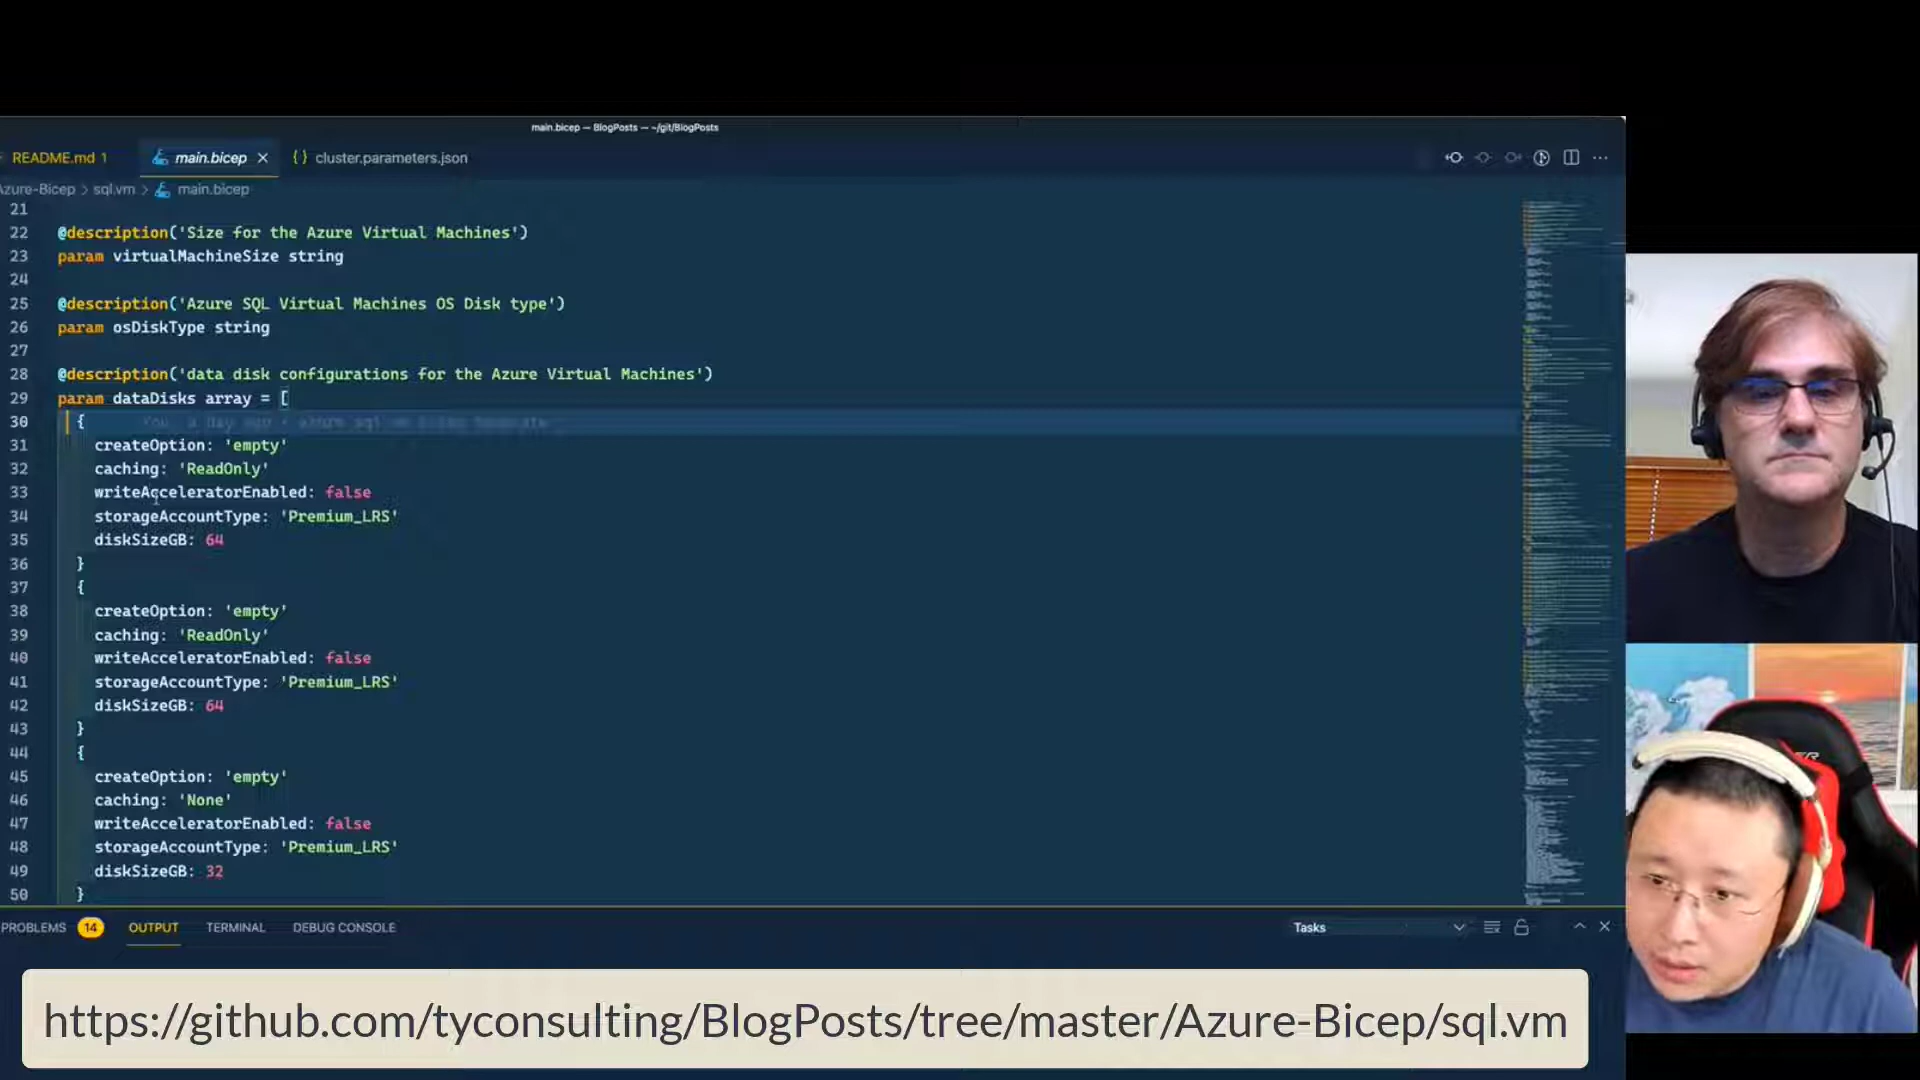 main.bicep — BlogPosts — ~/git/BlogPosts
README.md 1
main.bicep
{ } cluster.parameters.json
Azure-Bicep > sql.vm > main.bicep
21
22 @description('Size for the Azure Virtual Machines')
23 param virtualMachineSize string
24
25 @description('Azure SQL Virtual Machines OS Disk type')
26 param osDiskType string
27
28 @description('data disk configurations for the Azure Virtual Machines')
29 param dataDisks array = [
30 {
31 createOption: 'empty'
32 caching: 'ReadOnly'
33 writeAcceleratorEnabled: false
34 storageAccountType: 'Premium_LRS'
35 diskSizeGB: 64
36 }
37 {
38 createOption: 'empty'
39 caching: 'ReadOnly'
40 writeAcceleratorEnabled: false
41 storageAccountType: 'Premium_LRS'
42 diskSizeGB: 64
43 }
44 {
45 createOption: 'empty'
46 caching: 'None'
47 writeAcceleratorEnabled: false
48 storageAccountType: 'Premium_LRS'
49 diskSizeGB: 32
50 }
PROBLEMS 14 OUTPUT TERMINAL DEBUG CONSOLE Tasks
https://github.com/tyconsulting/BlogPosts/tree/master/Azure-Bicep/sql.vm